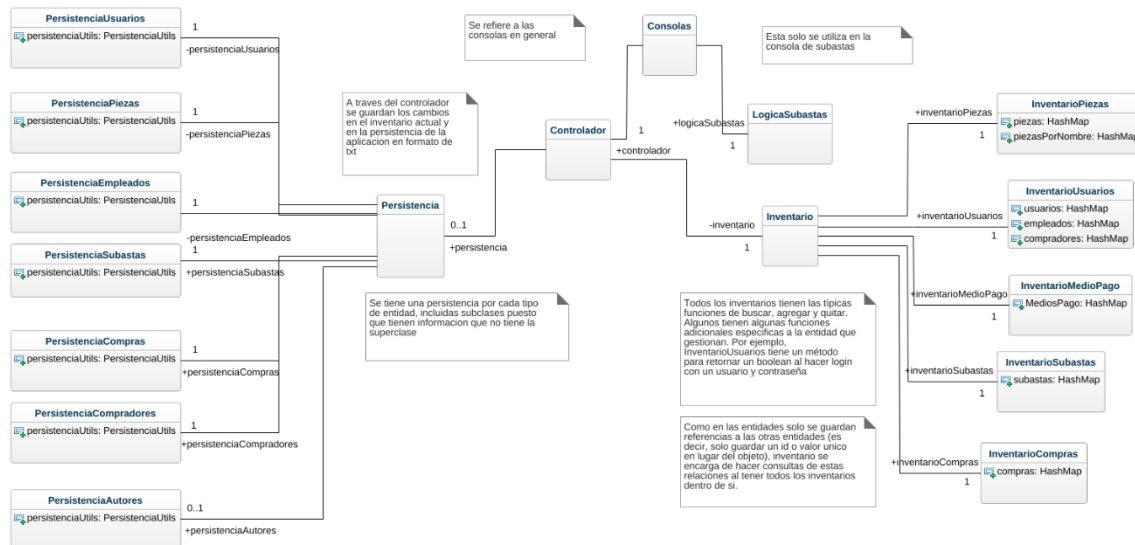 PersistenciaUsuarios
persistenciaUtils: PersistenciaUtils
1
-persistenciaUsuarios
PersistenciaPiezas
persistenciaUtils: PersistenciaUtils
1
-persistenciaPiezas
PersistenciaEmpleados
persistenciaUtils: PersistenciaUtils
1
-persistenciaEmpleados
PersistenciaSubastas
persistenciaUtils: PersistenciaUtils
1
+persistenciaSubastas
PersistenciaCompras
persistenciaUtils: PersistenciaUtils
1
+persistenciaCompras
PersistenciaCompradores
persistenciaUtils: PersistenciaUtils
1
+persistenciaCompradores
PersistenciaAutores
persistenciaUtils: PersistenciaUtils
0..1
+persistenciaAutores
A traves del controlador
se guardan los cambios
en el inventario actual y
en la persistencia de la
aplicacion en formato de
txt
Persistencia
0..1
+persistencia
Se tiene una persistencia por cada tipo
de entidad, incluidas subclases puesto
que tienen informacion que no tiene la
superclase
Se refiere a las
consolas en general
Consolas
Esta solo se utiliza en la
consola de subastas
Controlador
1
+controlador
+logicaSubastas
1
LogicaSubastas
-inventario
1
Inventario
Todos los inventarios tienen las típicas
funciones de buscar, agregar y quitar.
Algunos tienen algunas funciones
adicionales especificas a la entidad que
gestionan. Por ejemplo,
InventarioUsuarios tiene un método
para retornar un boolean al hacer login
con un usuario y contraseña
Como en las entidades solo se guardan
referencias a las otras entidades (es
decir, solo guardar un id o valor unico
en lugar del objeto), inventario se
encarga de hacer consultas de estas
relaciones al tener todos los inventarios
dentro de si.
+inventarioPiezas
1
InventarioPiezas
piezas: HashMap
piezasPorNombre: HashMap
+inventarioUsuarios
1
InventarioUsuarios
usuarios: HashMap
empleados: HashMap
compradores: HashMap
+inventarioMedioPago
1
InventarioMedioPago
MediosPago: HashMap
+inventarioSubastas
1
InventarioSubastas
subastas: HashMap
+inventarioCompras
1
InventarioCompras
compras: HashMap